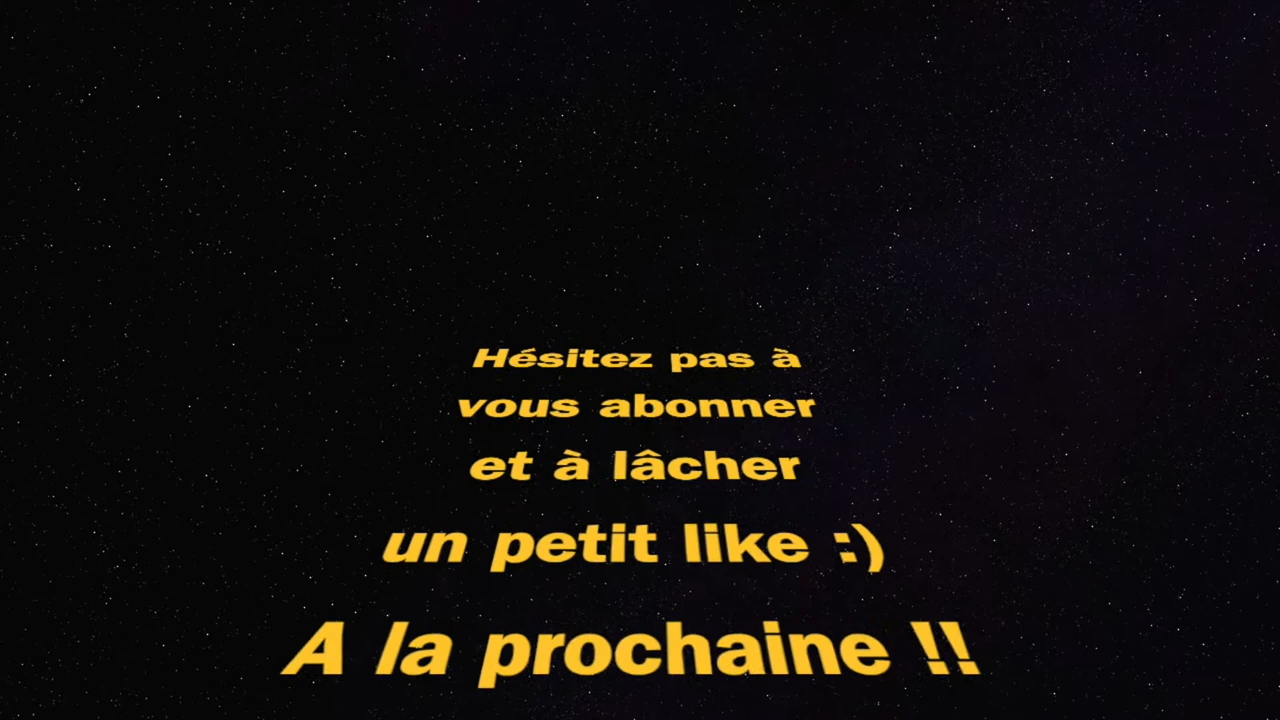 Hésitez pas à
vous abonner
et à lâcher
un petit like :)
A la prochaine !!